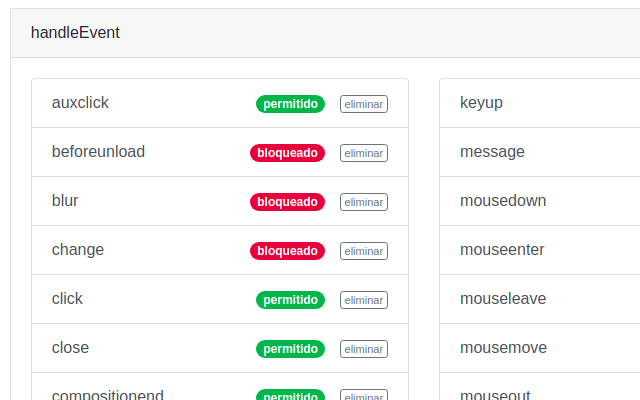 handleEvent
auxclick permitido eliminar
beforeunload bloqueado eliminar
blur bloqueado eliminar
change bloqueado eliminar
click permitido eliminar
close permitido eliminar
compositionend permitido eliminar
keyup
message
mousedown
mouseenter
mouseleave
mousemove
mouseout